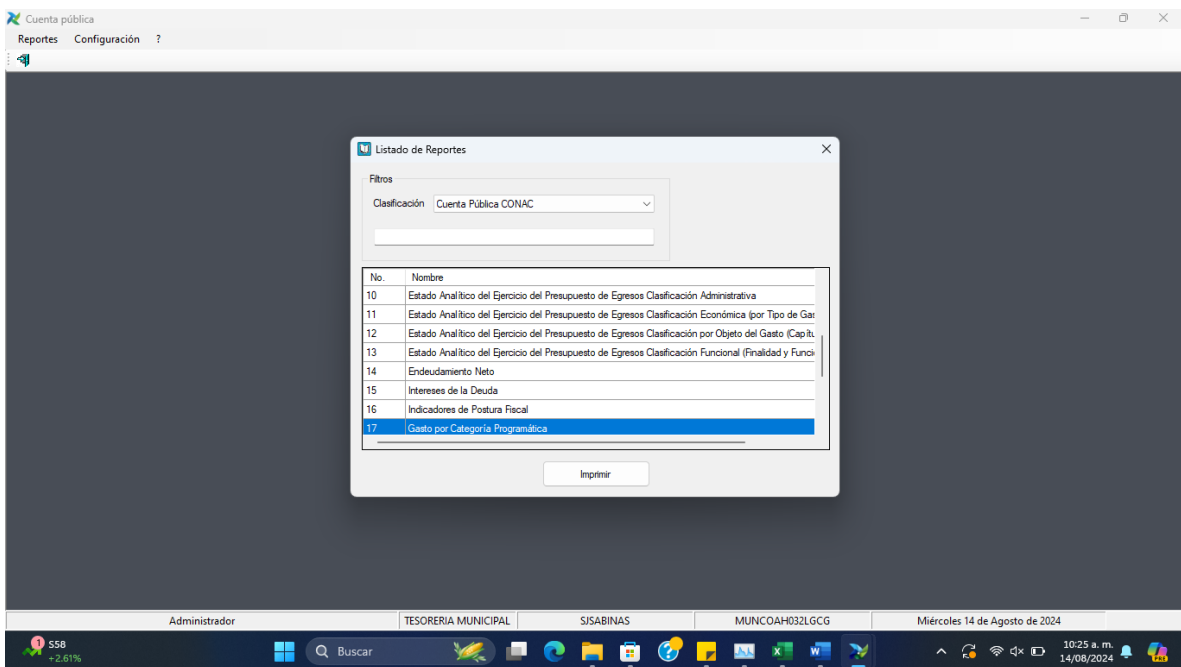 Cuenta pública
Reportes Configuración ?
Listado de Reportes
Filtros
Clasificación Cuenta Pública CONAC
No. Nombre
10 Estado Analítico del Ejercicio del Presupuesto de Egresos Clasificación Administrativa
11 Estado Analítico del Ejercicio del Presupuesto de Egresos Clasificación Económica (por Tipo de Gas
12 Estado Analítico del Ejercicio del Presupuesto de Egresos Clasificación por Objeto del Gasto (Capítu
13 Estado Analítico del Ejercicio del Presupuesto de Egresos Clasificación Funcional (Finalidad y Funci
14 Endeudamiento Neto
15 Intereses de la Deuda
16 Indicadores de Postura Fiscal
17 Gasto por Categoría Programática
Imprimir
Administrador TESORERIA MUNICIPAL SJSABINAS MUNCOAH032LGCG Miércoles 14 de Agosto de 2024
1 S58 Buscar 10:25 a. m.
+2.61% 14/08/2024 PRE